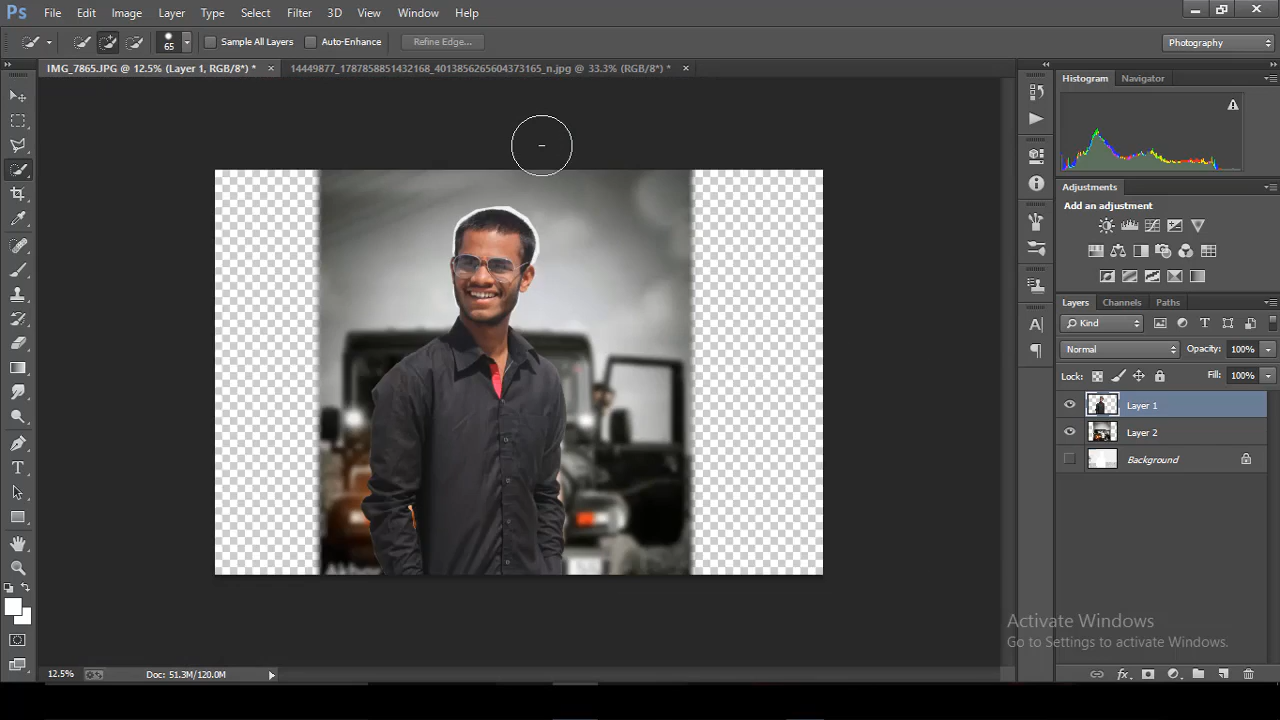 Ps File Edit Image Layer Type Select Filter 3D View Window Help
65 Sample All Layers Auto-Enhance Refine Edge... Photography
IMG_7865.JPG @ 12.5% (Layer 1, RGB/8*) * × 14449877_1787858851432168_4013856265604373165_n.jpg @ 33.3% (RGB/8*) * ×
Histogram Navigator
Adjustments
Add an adjustment
Layers Channels Paths
Kind
Normal Opacity: 100%
Lock: Fill: 100%
Layer 1
Layer 2
Background
Activate Windows
Go to Settings to activate Windows.
12.5% Doc: 51.3M/120.0M